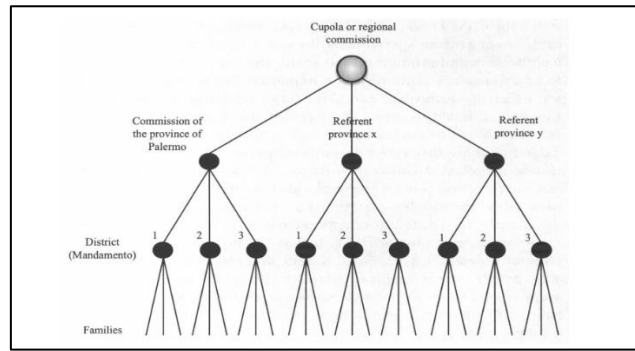 Cupola or regional
commission
Commission of
the province of
Palermo
Referent
province x
Referent
province y
1 2 3 1 2 3 1 2 3
District
(Mandamento)
Families